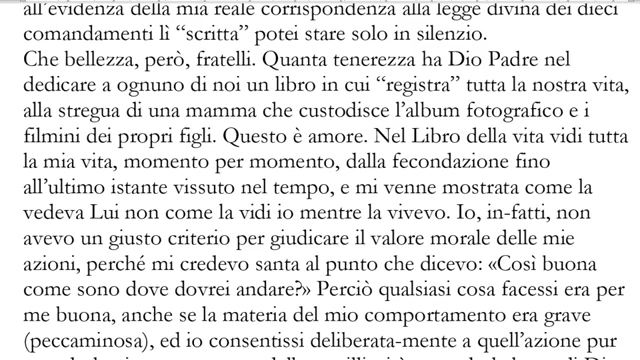 all'evidenza della mia reale corrispondenza alla legge divina dei dieci
comandamenti lì “scritta” potei stare solo in silenzio.
Che bellezza, però, fratelli. Quanta tenerezza ha Dio Padre nel
dedicare a ognuno di noi un libro in cui “registra” tutta la nostra vita,
alla stregua di una mamma che custodisce l'album fotografico e i
filmini dei propri figli. Questo è amore. Nel Libro della vita vidi tutta
la mia vita, momento per momento, dalla fecondazione fino
all'ultimo istante vissuto nel tempo, e mi venne mostrata come la
vedeva Lui non come la vidi io mentre la vivevo. Io, in-fatti, non
avevo un giusto criterio per giudicare il valore morale delle mie
azioni, perché mi credevo santa al punto che dicevo: «Così buona
come sono dove dovrei andare?» Perciò qualsiasi cosa facessi era per
me buona, anche se la materia del mio comportamento era grave
(peccaminosa), ed io consentissi deliberata-mente a quell'azione pur